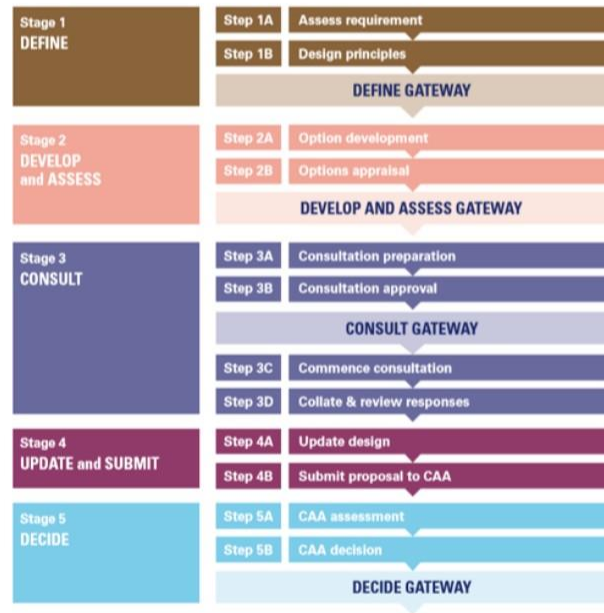 Stage 1
DEFINE
Step 1A Assess requirement
Step 1B Design principles
DEFINE GATEWAY
Stage 2
DEVELOP
and ASSESS
Step 2A Option development
Step 2B Options appraisal
DEVELOP AND ASSESS GATEWAY
Stage 3
CONSULT
Step 3A Consultation preparation
Step 3B Consultation approval
CONSULT GATEWAY
Step 3C Commence consultation
Step 3D Collate & review responses
Stage 4
UPDATE and SUBMIT
Step 4A Update design
Step 4B Submit proposal to CAA
Stage 5
DECIDE
Step 5A CAA assessment
Step 5B CAA decision
DECIDE GATEWAY